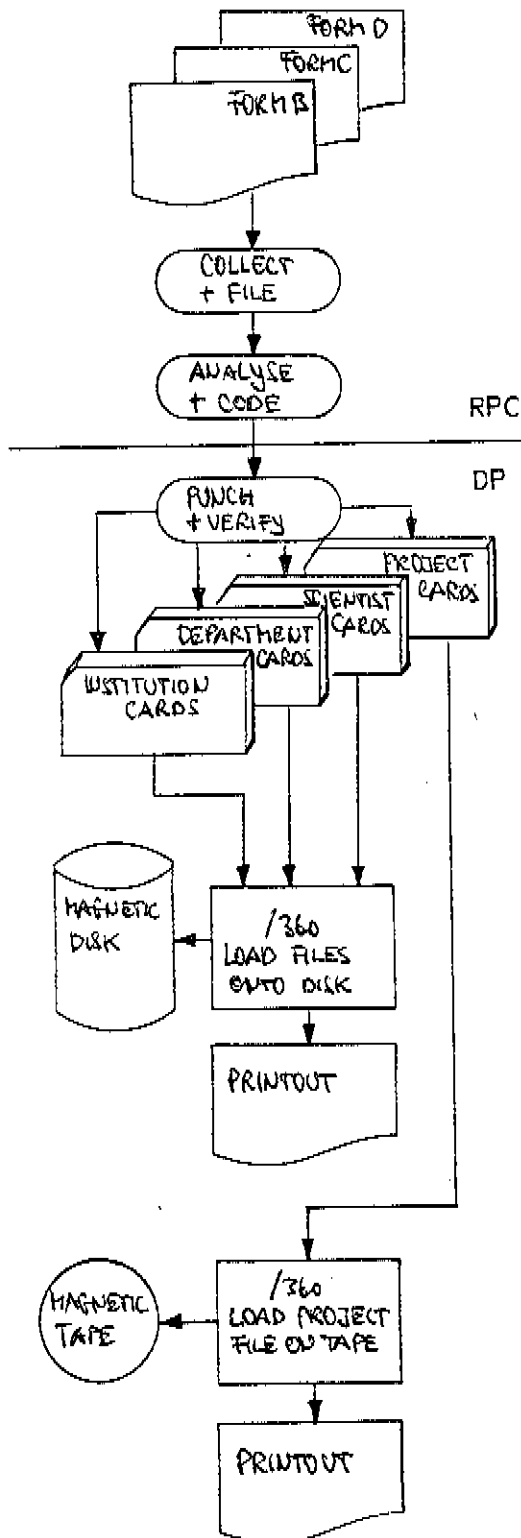 FORM D
FORM C
FORM B
COLLECT
+ FILE
ANALYSE
+ CODE
RPC
DP
PUNCH
+ VERIFY
PROJECT
CARDS
SCIENTIST
CARDS
DEPARTMENT
CARDS
INSTITUTION
CARDS
MAGNETIC
DISK
/360
LOAD FILES
ONTO DISK
PRINTOUT
MAGNETIC
TAPE
/360
LOAD PROJECT
FILE ON TAPE
PRINTOUT